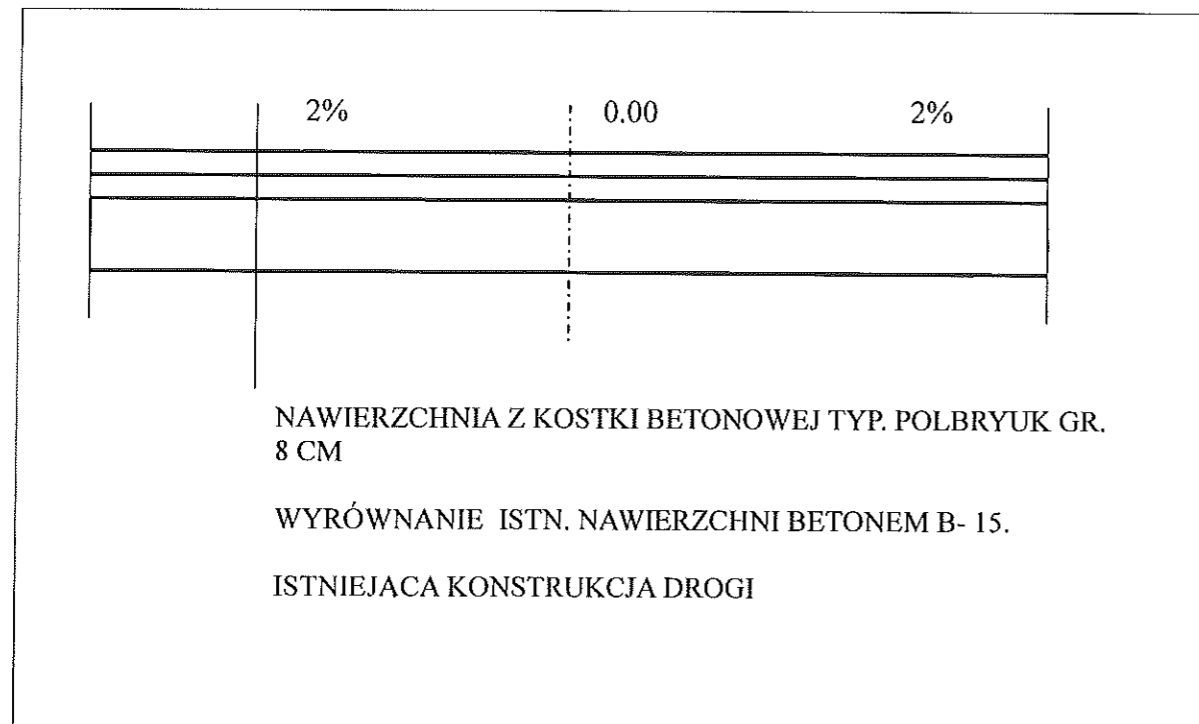 2% 0.00 2%
NAWIERZCHNIA Z KOSTKI BETONOWEJ TYP. POLBRYUK GR.
8 CM
WYRÓWNANIE ISTN. NAWIERZCHNI BETONEM B- 15.
ISTNIEJACA KONSTRUKCJA DROGI